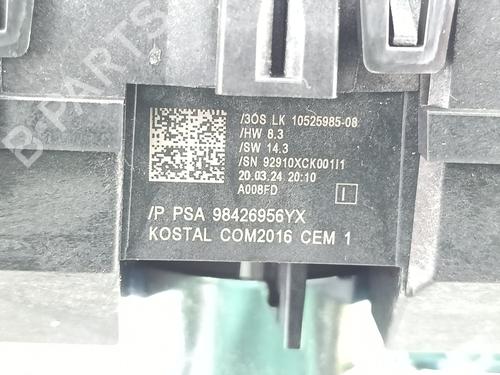 B-PARTS
/3OS LK 10525985-08
/HW 8.3
/SW 14.3
/SN 92910XCK001I1
20.03.24 20:10
A008FD
I
/P PSA 98426956YX
KOSTAL COM2016 CEM 1